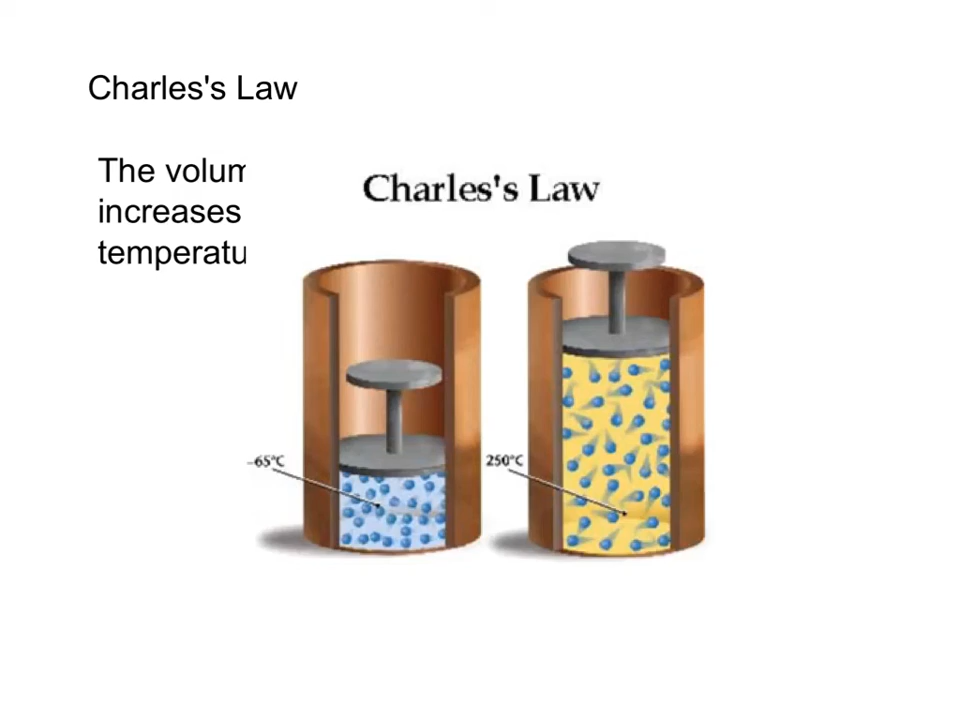 Charles's Law
The volum
increases
temperatu
Charles's Law
-65°C
250°C